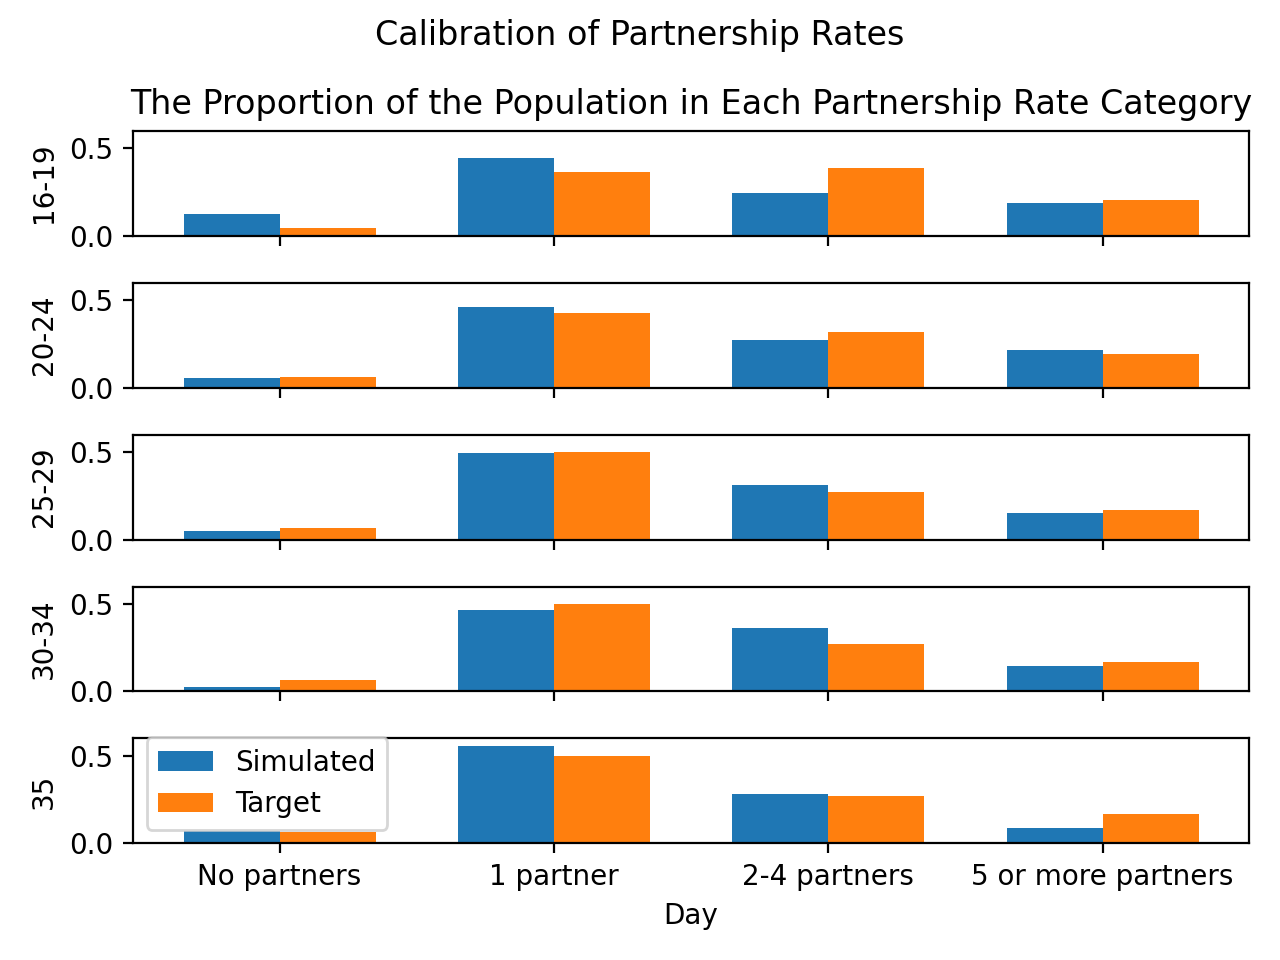 Calibration of Partnership Rates
The Proportion of the Population in Each Partnership Rate Category
16-19
0.5
0.0
20-24
0.5
0.0
25-29
0.5
0.0
30-34
0.5
0.0
35
0.5
0.0
Simulated
Target
No partners
1 partner
2-4 partners
5 or more partners
Day